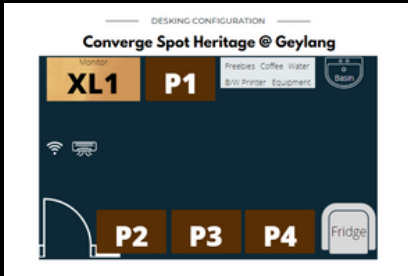 DESKING CONFIGURATION
Converge Spot Heritage @ Geylang
Monitor
XL1
P1
Freebies Coffee Water
B/W Printer Equipment
Basin
P2
P3
P4
Fridge